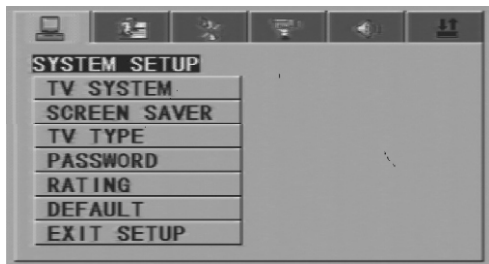 SYSTEM SETUP
TV SYSTEM
SCREEN SAVER
TV TYPE
PASSWORD
RATING
DEFAULT
EXIT SETUP